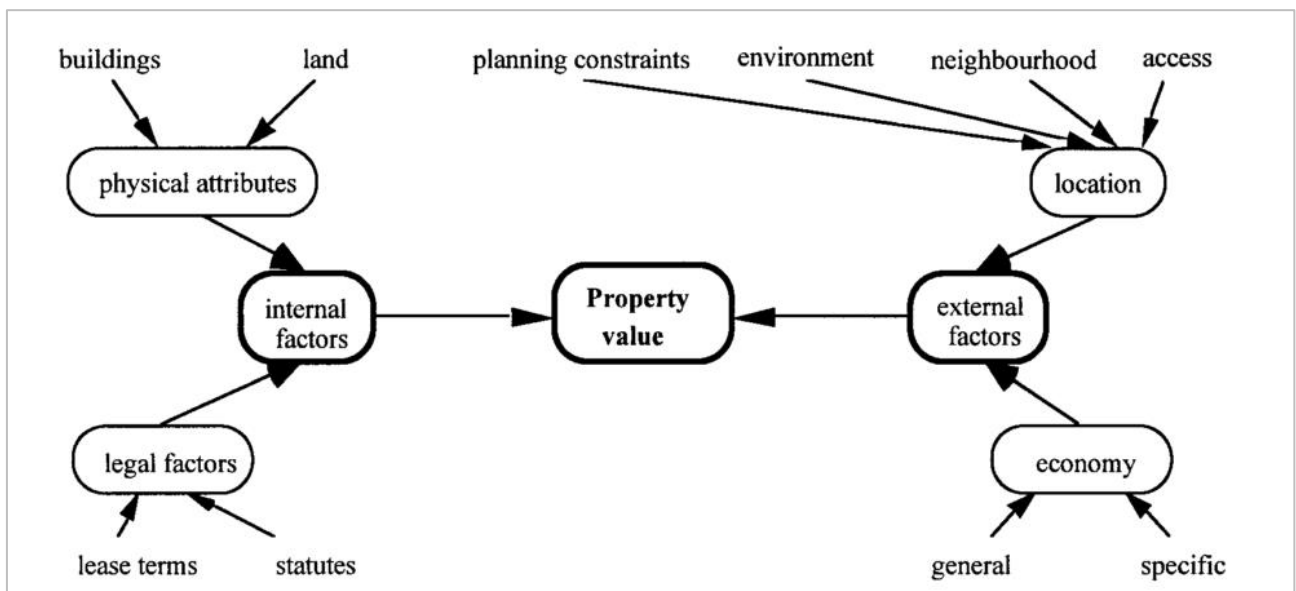 buildings
land
planning constraints
environment
neighbourhood
access
physical attributes
location
internal
factors
Property
value
external
factors
legal factors
economy
lease terms
statutes
general
specific